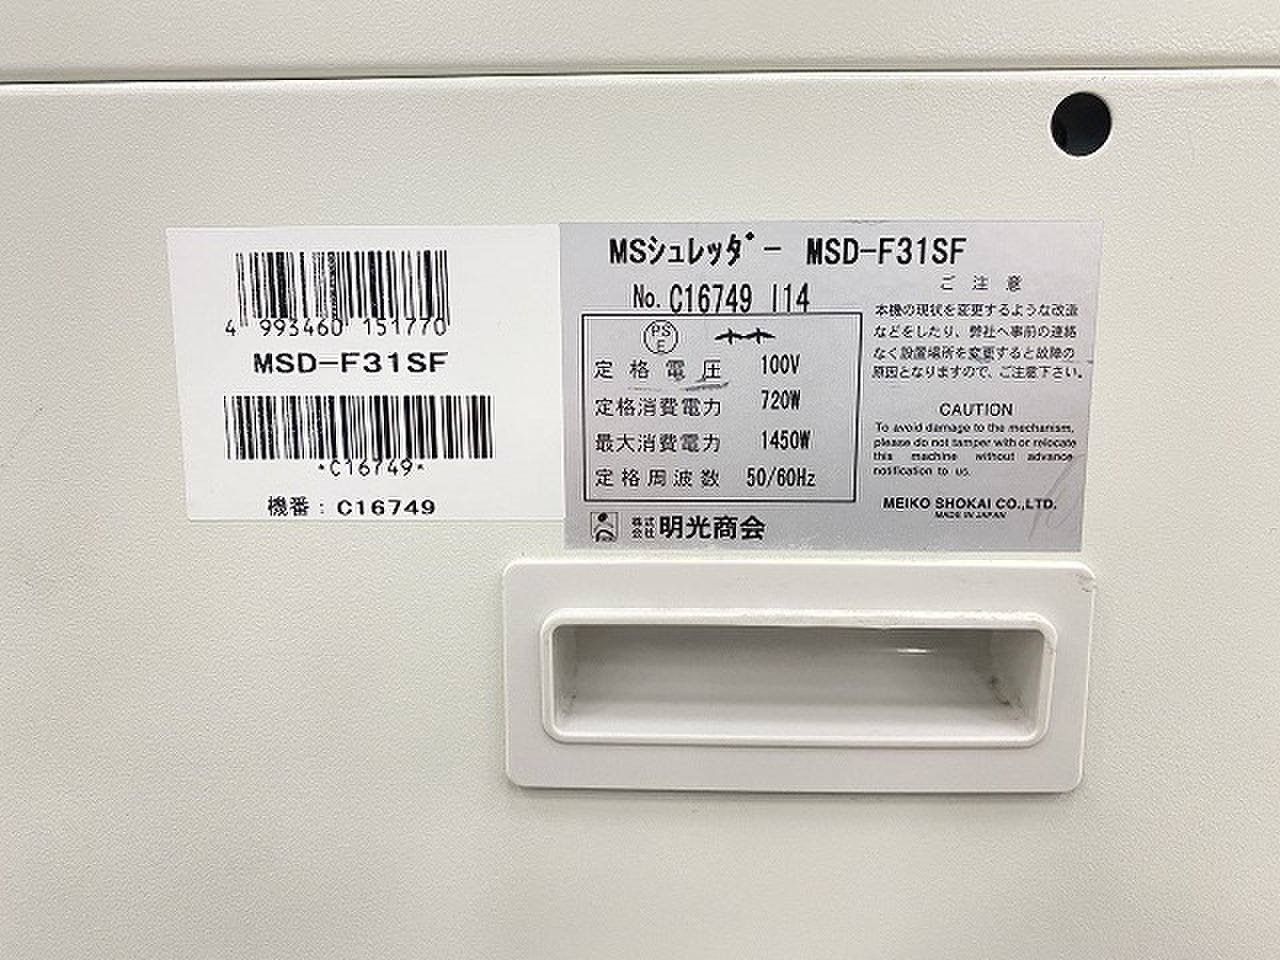 4 993460 151770
MSD-F31SF
*C16749*
機番：C16749
MSシュレッダー MSD-F31SF
No. C16749 I14
PS
E
定格電圧 100V
定格消費電力 720W
最大消費電力 1450W
定格周波数 50/60Hz
株式会社 明光商会
ご注意
本機の現状を変更するような改造
などをしたり、弊社へ事前の連絡
なく設置場所を変更すると故障の
原因となりますので、ご注意下さい。
CAUTION
To avoid damage to the mechanism,
please do not tamper with or relocate
this machine without advance
notification to us.
MEIKO SHOKAI CO.,LTD.
MADE IN JAPAN